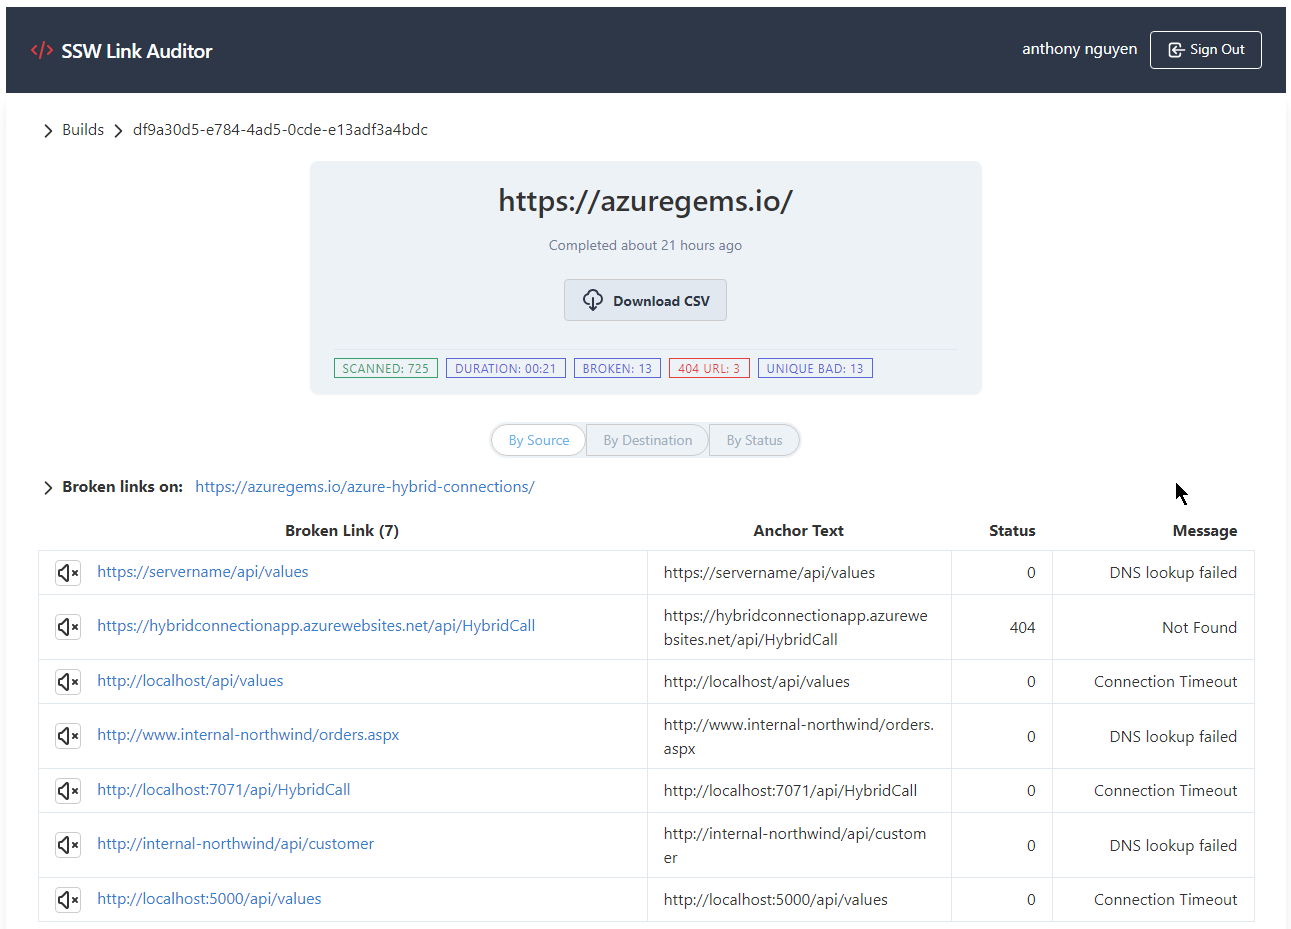 </> SSW Link Auditor
anthony nguyen
Sign Out
Builds df9a30d5-e784-4ad5-0cde-e13adf3a4bdc
https://azuregems.io/
Completed about 21 hours ago
Download CSV
SCANNED: 725 DURATION: 00:21 BROKEN: 13 404 URL: 3 UNIQUE BAD: 13
By Source By Destination By Status
Broken links on: https://azuregems.io/azure-hybrid-connections/
Broken Link (7) Anchor Text Status Message
https://servername/api/values https://servername/api/values 0 DNS lookup failed
https://hybridconnectionapp.azurewebsites.net/api/HybridCall https://hybridconnectionapp.azurewe
websites.net/api/HybridCall 404 Not Found
http://localhost/api/values http://localhost/api/values 0 Connection Timeout
http://www.internal-northwind/orders.aspx http://www.internal-northwind/orders.
aspx 0 DNS lookup failed
http://localhost:7071/api/HybridCall http://localhost:7071/api/HybridCall 0 Connection Timeout
http://internal-northwind/api/customer http://internal-northwind/api/custom
er 0 DNS lookup failed
http://localhost:5000/api/values http://localhost:5000/api/values 0 Connection Timeout